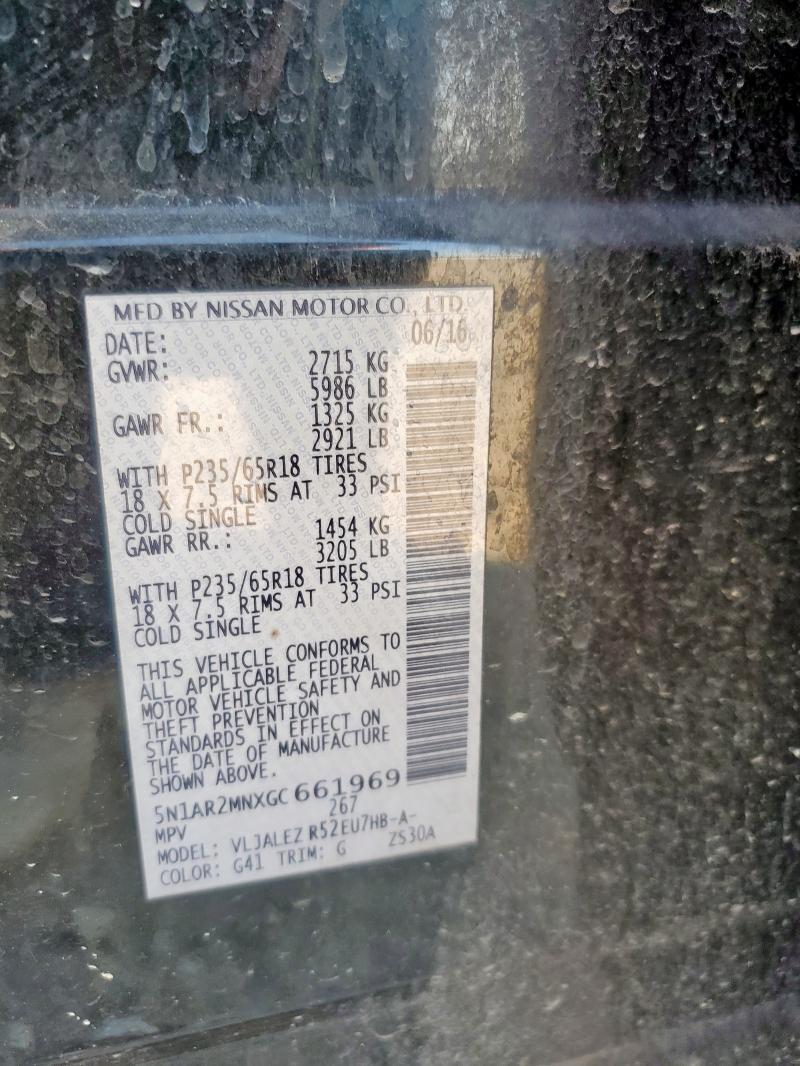 MFD BY NISSAN MOTOR CO., LTD.
DATE: 06/16
GVWR: 2715 KG
5986 LB
GAWR FR.: 1325 KG
2921 LB
WITH P235/65R18 TIRES
18 X 7.5 RIMS AT 33 PSI
COLD SINGLE
GAWR RR.: 1454 KG
3205 LB
WITH P235/65R18 TIRES
18 X 7.5 RIMS AT 33 PSI
COLD SINGLE
THIS VEHICLE CONFORMS TO
ALL APPLICABLE FEDERAL
MOTOR VEHICLE SAFETY AND
THEFT PREVENTION
STANDARDS IN EFFECT ON
THE DATE OF MANUFACTURE
SHOWN ABOVE.
5N1AR2MNXGC661969
MPV 267
MODEL: VLJALEZ R52EU7HB-A-
COLOR: G41 TRIM: G ZS30A